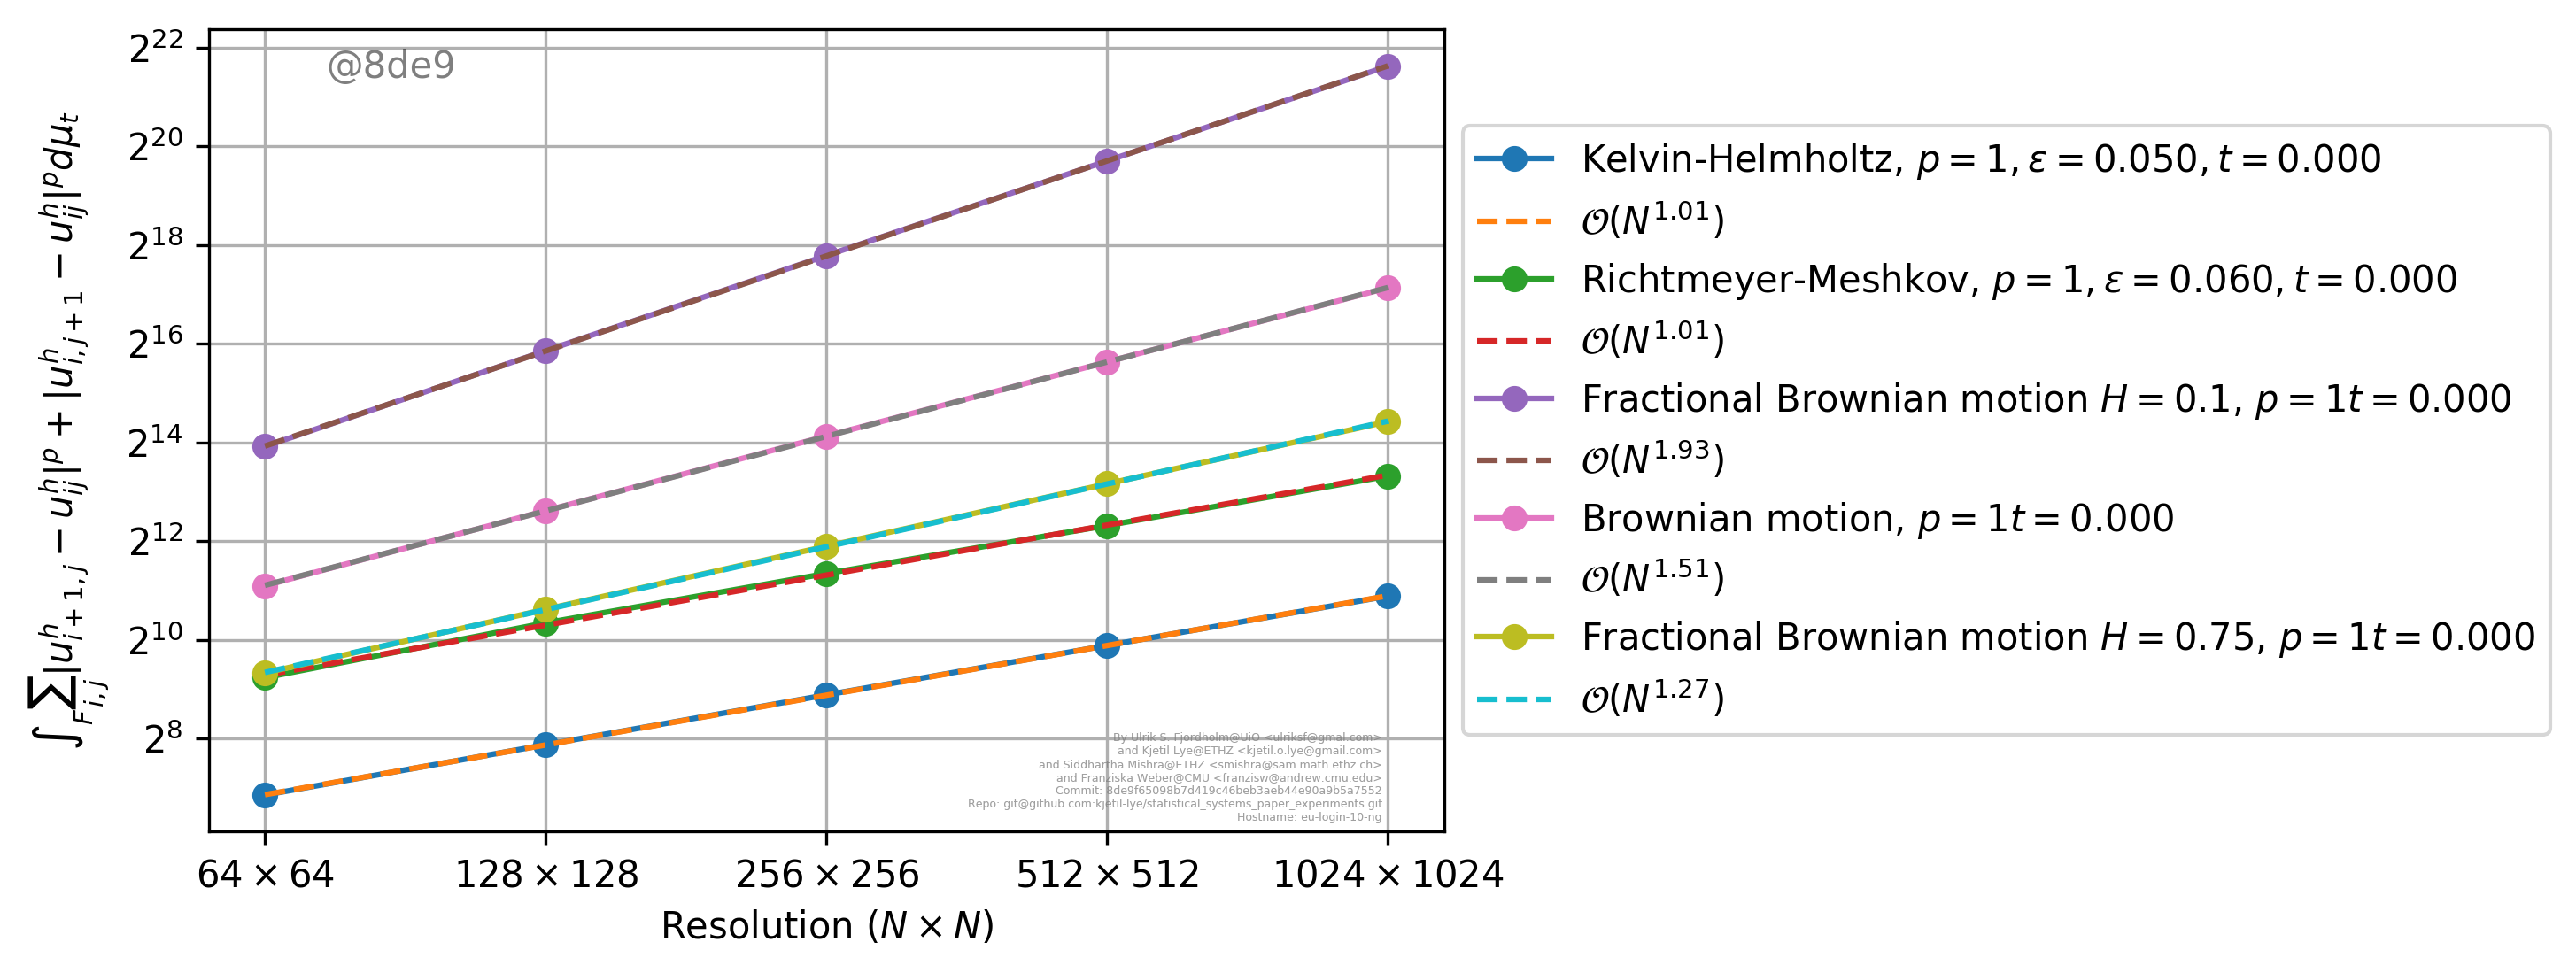 @8de9
2^22
2^20
2^18
2^16
2^14
2^12
2^10
2^8
∫ ∑_{F_{i,j}} |u^h_{i+1,j} − u^h_{ij}|^p + |u^h_{i,j+1} − u^h_{ij}|^p dμ_t
By Ulrik S. Fjordholm@UiO <ulriksf@gmal.com>
and Kjetil Lye@ETHZ <kjetil.o.lye@gmail.com>
and Siddhartha Mishra@ETHZ <smishra@sam.math.ethz.ch>
and Franziska Weber@CMU <franzisw@andrew.cmu.edu>
Commit: 8de9f65098b7d419c46beb3aeb44e90a9b5a7552
Repo: git@github.com:kjetil-lye/statistical_systems_paper_experiments.git
Hostname: eu-login-10-ng
64 × 64 128 × 128 256 × 256 512 × 512 1024 × 1024
Resolution (N × N)
Kelvin-Helmholtz, p = 1, ε = 0.050, t = 0.000
𝒪(N^1.01)
Richtmeyer-Meshkov, p = 1, ε = 0.060, t = 0.000
𝒪(N^1.01)
Fractional Brownian motion H = 0.1, p = 1t = 0.000
𝒪(N^1.93)
Brownian motion, p = 1t = 0.000
𝒪(N^1.51)
Fractional Brownian motion H = 0.75, p = 1t = 0.000
𝒪(N^1.27)